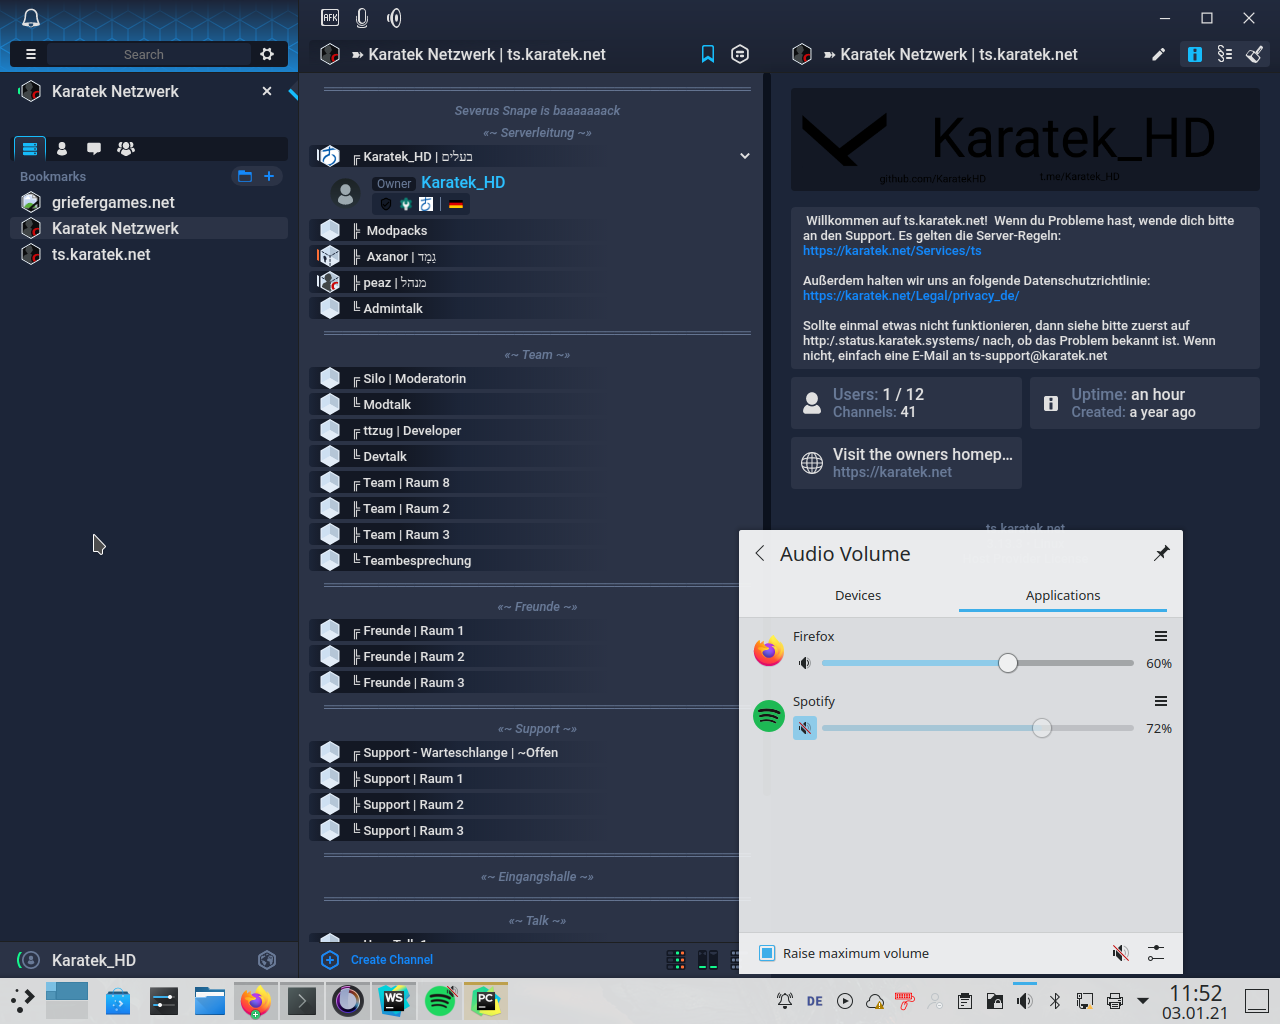 AFK
Search
Karatek Netzwerk
Bookmarks
griefergames.net
Karatek Netzwerk
ts.karatek.net
Karatek_HD
➽ Karatek Netzwerk | ts.karatek.net
Severus Snape is baaaaaaack
«~ Serverleitung ~»
╔ Karatek_HD | בעלים
Owner Karatek_HD
╠ Modpacks
╠ Axanor | גַמָד
╠ peaz | מנהל
╚ Admintalk
«~ Team ~»
╔ Silo | Moderatorin
╚ Modtalk
╔ ttzug | Developer
╚ Devtalk
╔ Team | Raum 8
╠ Team | Raum 2
╠ Team | Raum 3
╚ Teambesprechung
«~ Freunde ~»
╔ Freunde | Raum 1
╠ Freunde | Raum 2
╚ Freunde | Raum 3
«~ Support ~»
╔ Support - Warteschlange | ~Offen
╠ Support | Raum 1
╠ Support | Raum 2
╚ Support | Raum 3
«~ Eingangshalle ~»
«~ Talk ~»
Create Channel
➽ Karatek Netzwerk | ts.karatek.net
Karatek_HD
github.com/KaratekHD
t.me/Karatek_HD
Willkommen auf ts.karatek.net! Wenn du Probleme hast, wende dich bitte
an den Support. Es gelten die Server-Regeln:
https://karatek.net/Services/ts
Außerdem halten wir uns an folgende Datenschutzrichtlinie:
https://karatek.net/Legal/privacy_de/
Sollte einmal etwas nicht funktionieren, dann siehe bitte zuerst auf
http:/.status.karatek.systems/ nach, ob das Problem bekannt ist. Wenn
nicht, einfach eine E-Mail an ts-support@karatek.net
Users: 1 / 12
Channels: 41
Uptime: an hour
Created: a year ago
Visit the owners homep...
https://karatek.net
ts.karatek.net
Audio Volume
Devices
Applications
Firefox
60%
Spotify
72%
Raise maximum volume
WS
PC
DE
11:52
03.01.21